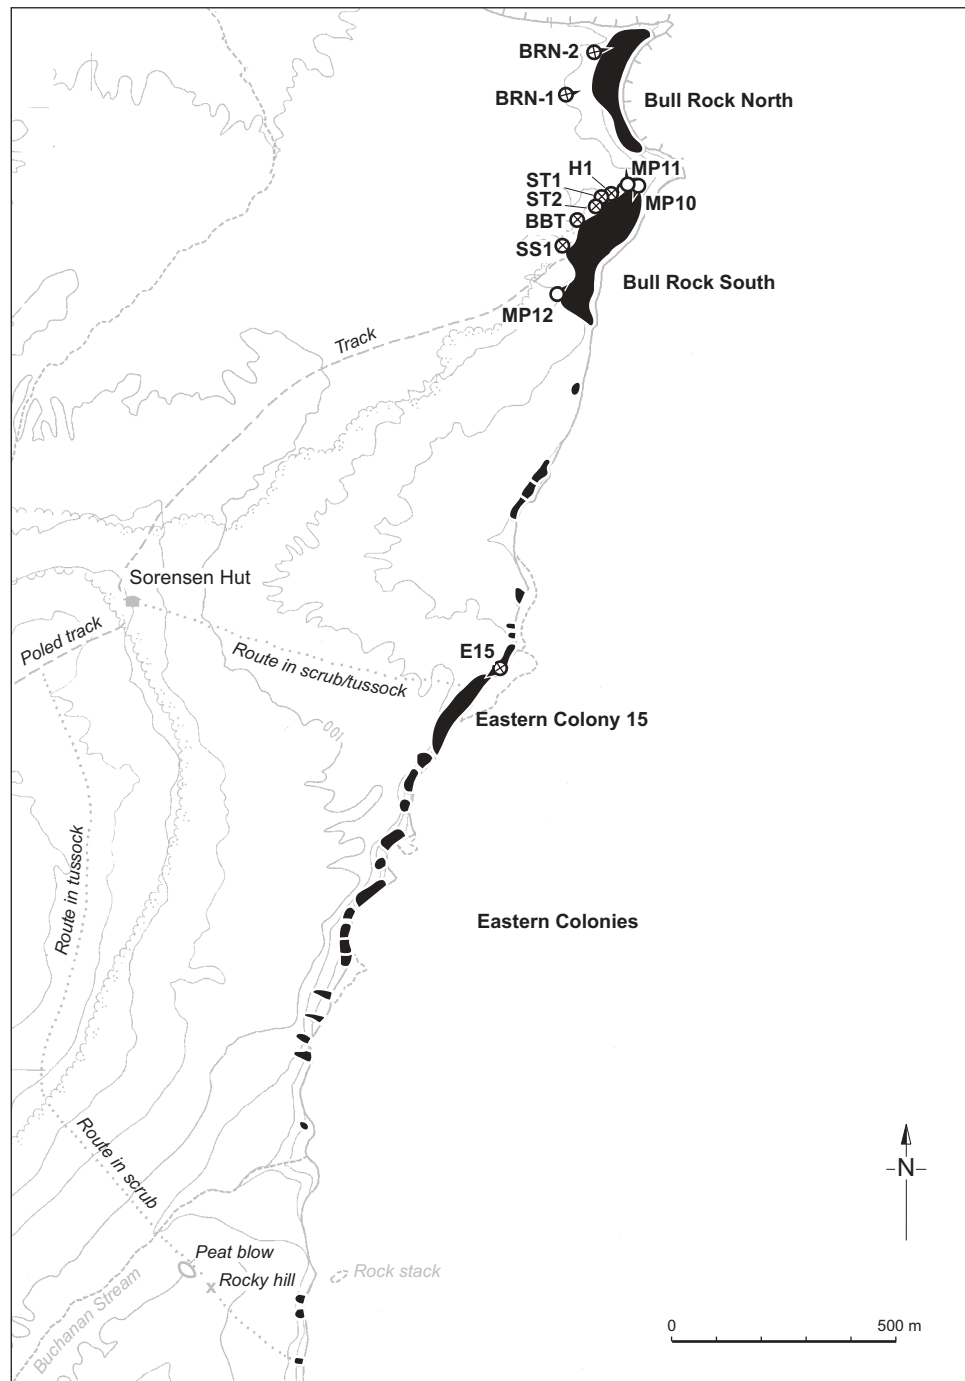 BRN-2
BRN-1
Bull Rock North
H1
MP11
ST1
ST2
MP10
BBT
SS1
Bull Rock South
MP12
Track
Sorensen Hut
Poled track
E15
Route in scrub/tussock
Eastern Colony 15
100
Route in tussock
Eastern Colonies
Route in scrub
N
Peat blow
Rocky hill
x
Rock stack
Buchanan Stream
0
500 m